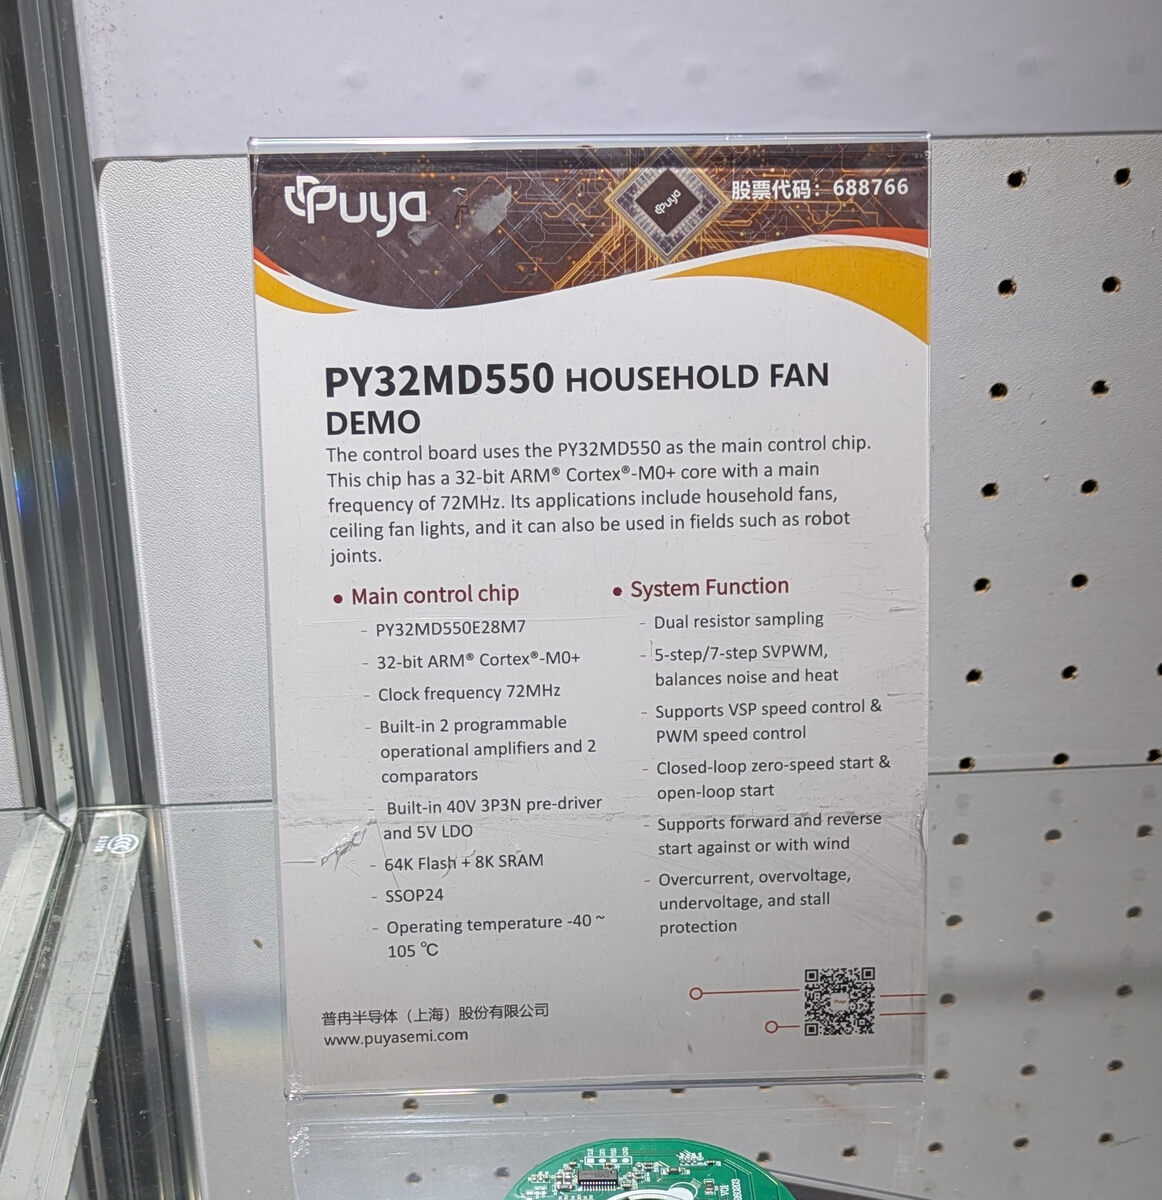 Puya
Puya
股票代码：688766
PY32MD550 HOUSEHOLD FAN
DEMO
The control board uses the PY32MD550 as the main control chip.
This chip has a 32-bit ARM® Cortex®-M0+ core with a main
frequency of 72MHz. Its applications include household fans,
ceiling fan lights, and it can also be used in fields such as robot
joints.
• Main control chip
- PY32MD550E28M7
- 32-bit ARM® Cortex®-M0+
- Clock frequency 72MHz
- Built-in 2 programmable
operational amplifiers and 2
comparators
- Built-in 40V 3P3N pre-driver
and 5V LDO
- 64K Flash + 8K SRAM
- SSOP24
- Operating temperature -40 ~
105 ℃
• System Function
- Dual resistor sampling
- 5-step/7-step SVPWM,
balances noise and heat
- Supports VSP speed control &
PWM speed control
- Closed-loop zero-speed start &
open-loop start
- Supports forward and reverse
start against or with wind
- Overcurrent, overvoltage,
undervoltage, and stall
protection
普冉半导体（上海）股份有限公司
www.puyasemi.com
Puya